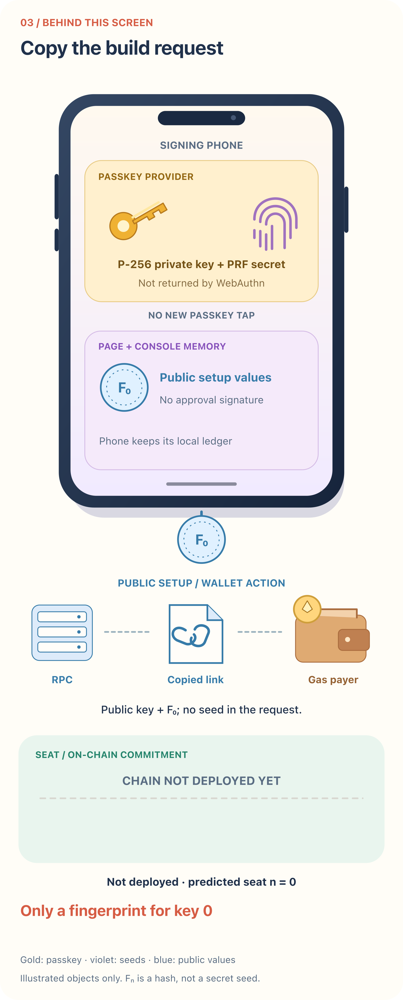 03 / BEHIND THIS SCREEN
Copy the build request
SIGNING PHONE
PASSKEY PROVIDER
P-256 private key + PRF secret
Not returned by WebAuthn
NO NEW PASSKEY TAP
PAGE + CONSOLE MEMORY
F₀
Public setup values
No approval signature
Phone keeps its local ledger
F₀
PUBLIC SETUP / WALLET ACTION
RPC
Copied link
Gas payer
Public key + F₀; no seed in the request.
SEAT / ON-CHAIN COMMITMENT
CHAIN NOT DEPLOYED YET
Not deployed · predicted seat n = 0
Only a fingerprint for key 0
Gold: passkey · violet: seeds · blue: public values
Illustrated objects only. Fₙ is a hash, not a secret seed.